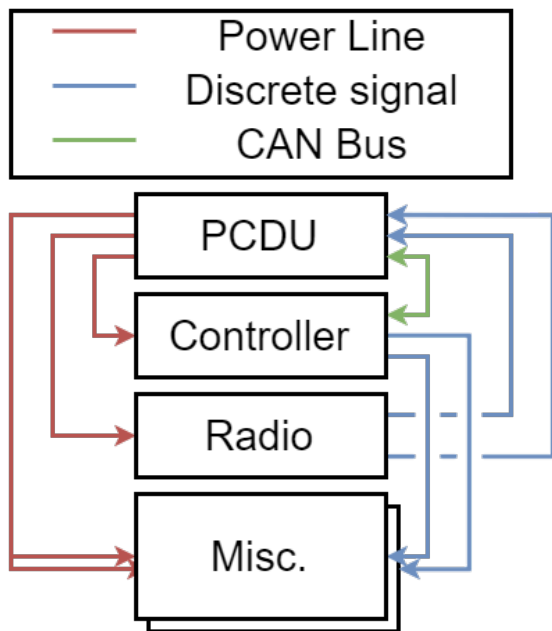 Power Line
Discrete signal
CAN Bus
PCDU
Controller
Radio
Misc.